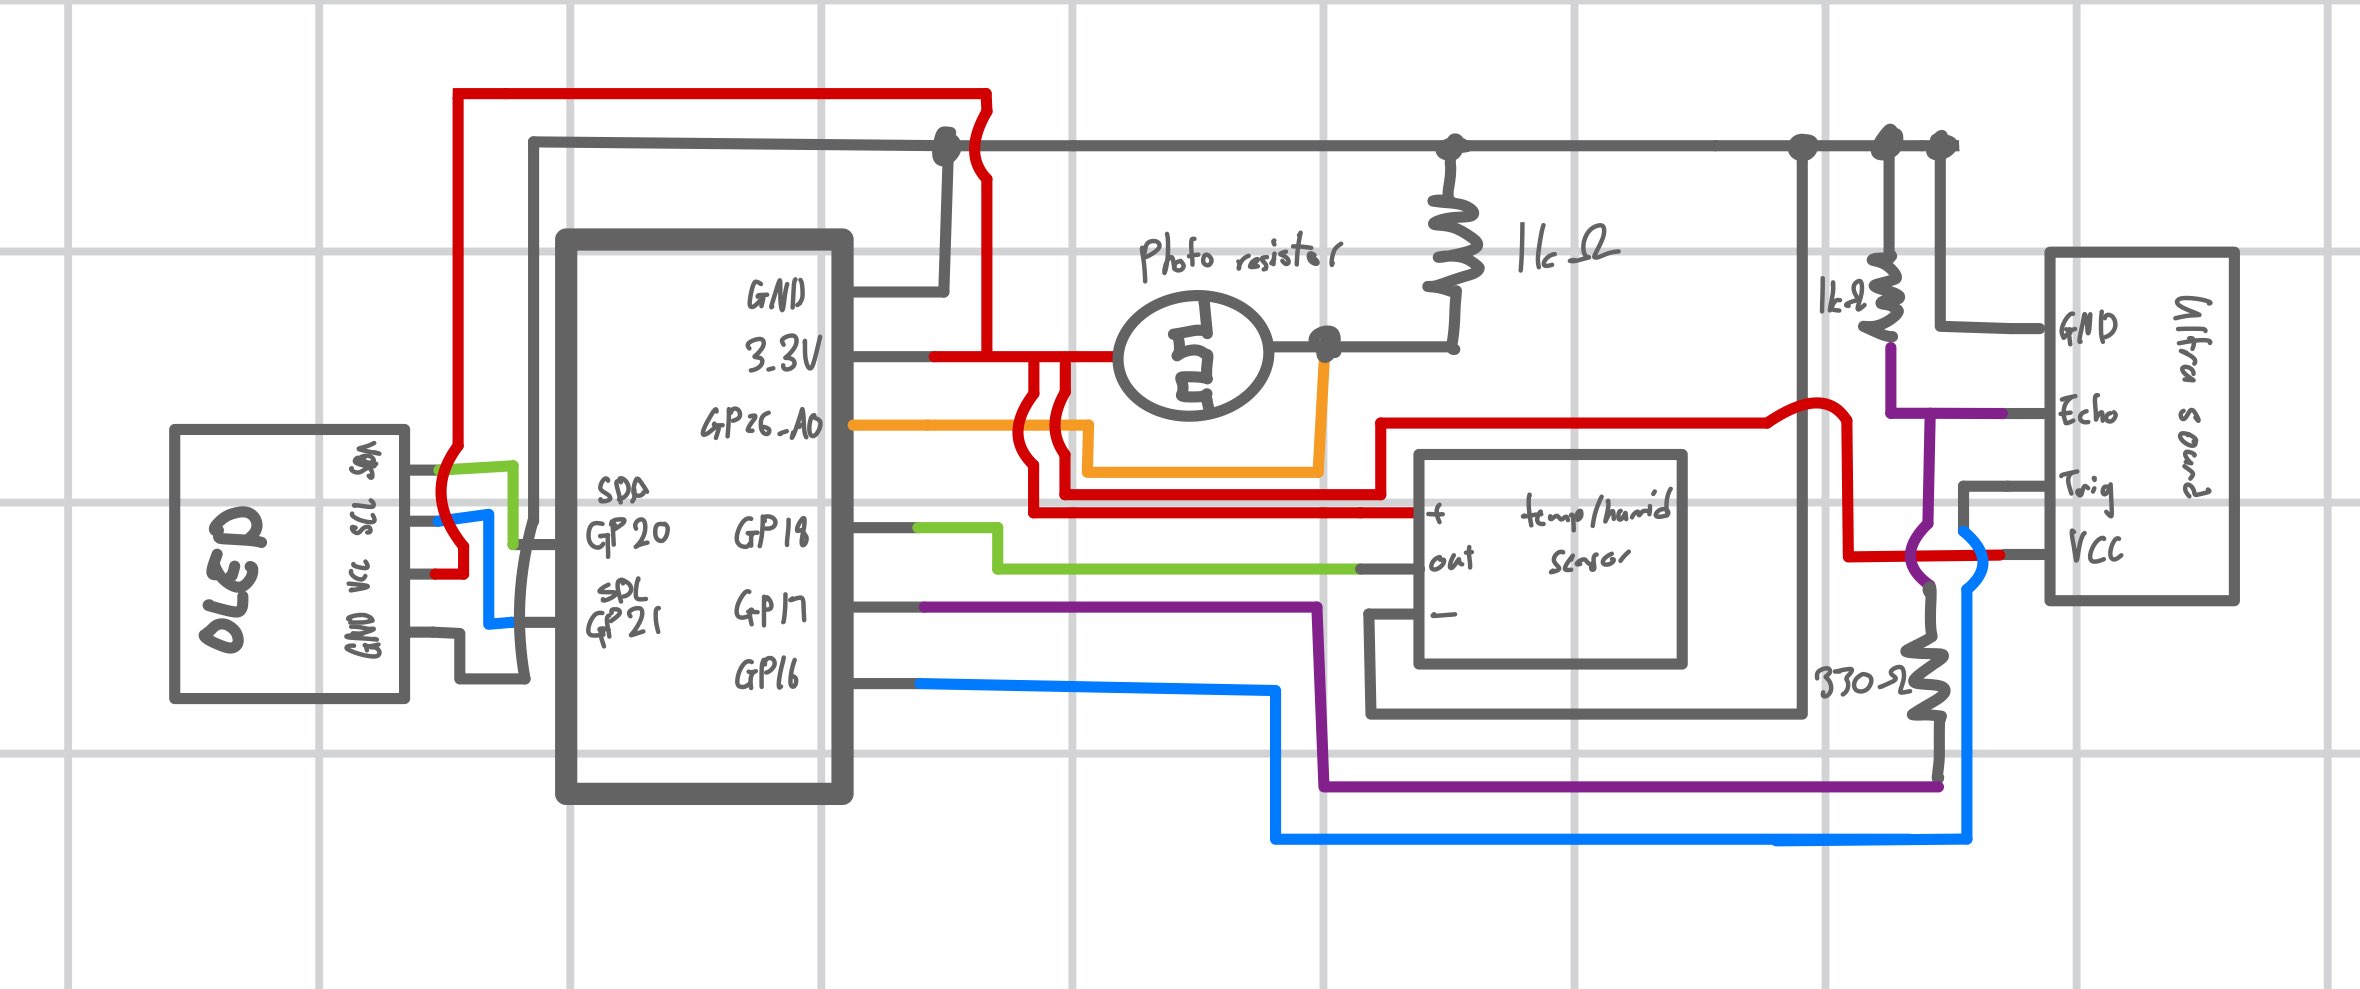 OLED
SDA
SCL
Vcc
GND
SDA
GP20
SDL
GP21
GND
3.3V
GP26_A0
GP18
GP17
GP16
Photo resistor
1k Ω
temp/humid
sensor
+
out
-
1kΩ
330Ω
GND
Echo
Trig
VCC
Ultra sound